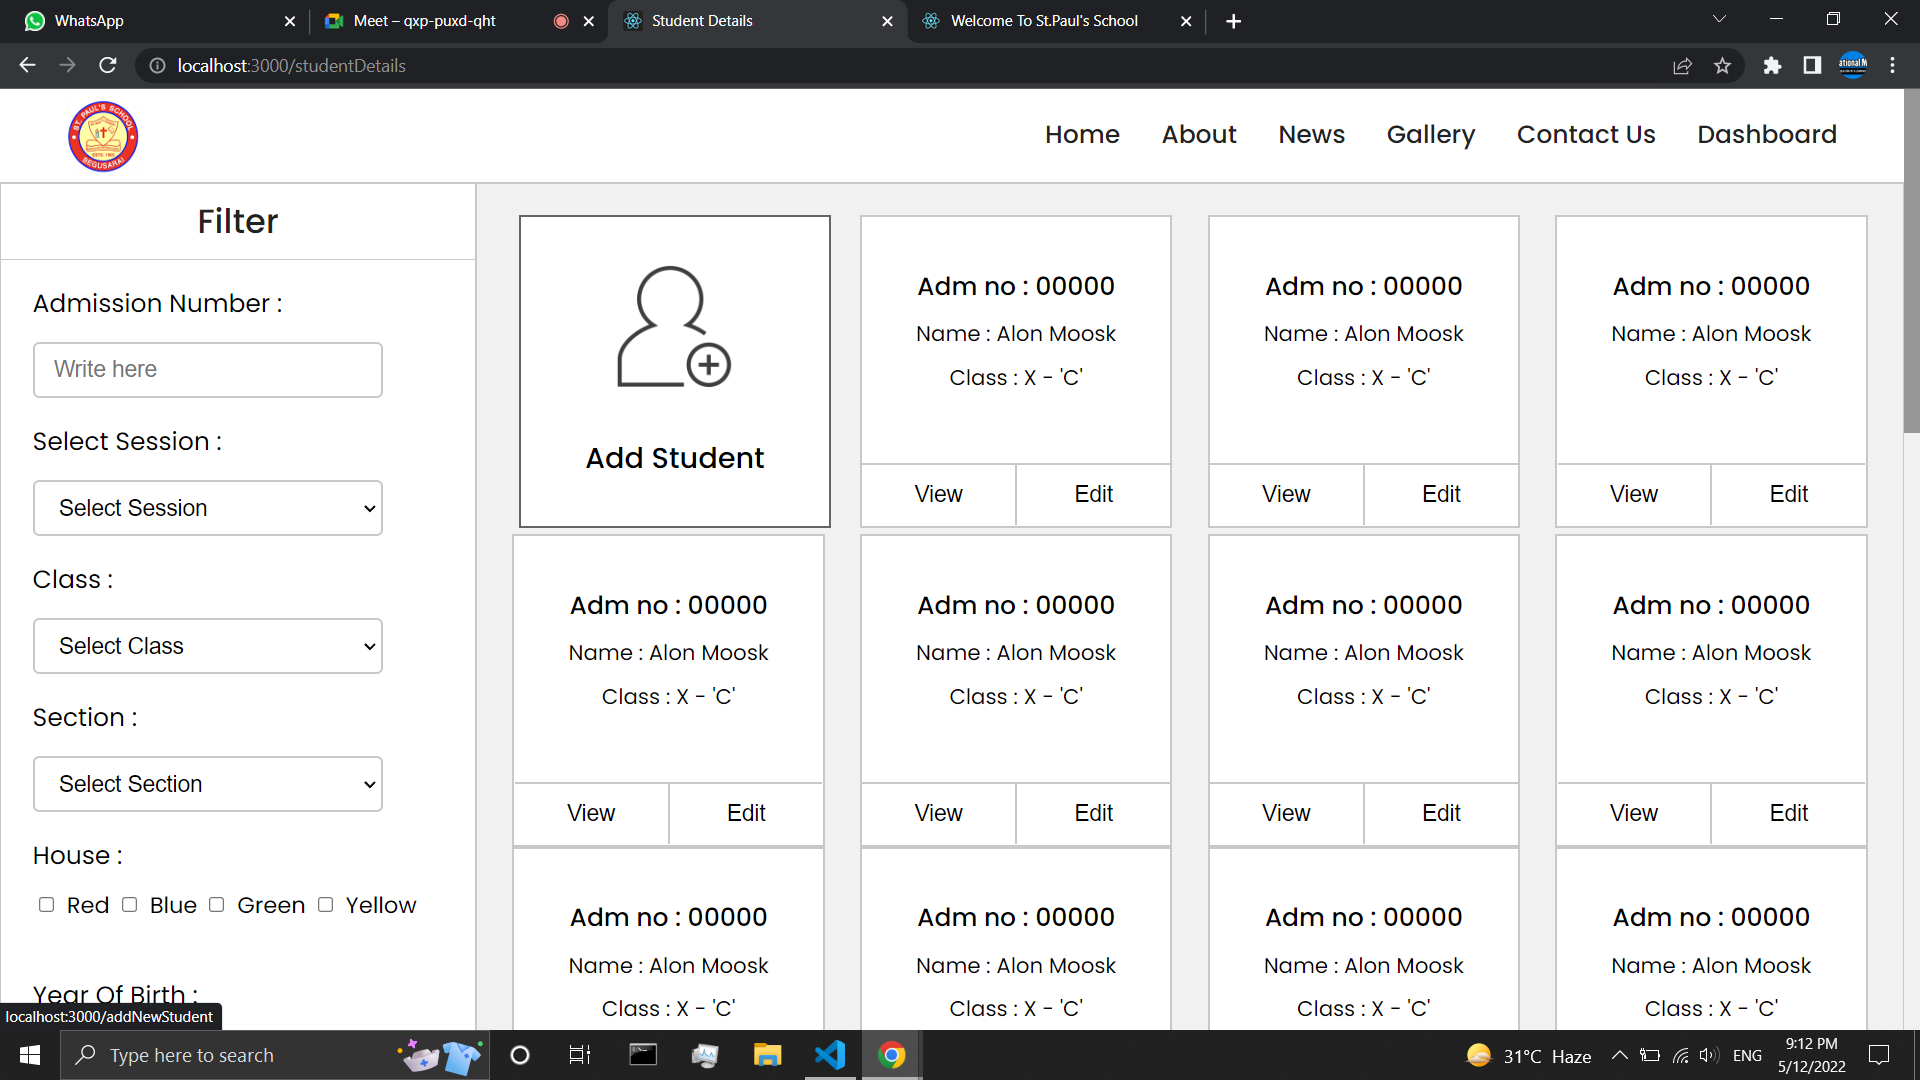 WhatsApp
Meet – qxp-puxd-qht
Student Details
Welcome To St.Paul's School
localhost:3000/studentDetails
ational M
ST. PAUL'S SCHOOL
BEGUSARAI
Home About News Gallery Contact Us Dashboard
Filter
Admission Number :
Write here
Select Session :
Select Session
Class :
Select Class
Section :
Select Section
House :
Red Blue Green Yellow
Year Of Birth :
localhost:3000/addNewStudent
Add Student
Adm no : 00000
Name : Alon Moosk
Class : X - 'C'
View Edit
Adm no : 00000
Name : Alon Moosk
Class : X - 'C'
View Edit
Adm no : 00000
Name : Alon Moosk
Class : X - 'C'
View Edit
Adm no : 00000
Name : Alon Moosk
Class : X - 'C'
View Edit
Adm no : 00000
Name : Alon Moosk
Class : X - 'C'
View Edit
Adm no : 00000
Name : Alon Moosk
Class : X - 'C'
View Edit
Adm no : 00000
Name : Alon Moosk
Class : X - 'C'
View Edit
Adm no : 00000
Name : Alon Moosk
Class : X - 'C'
Adm no : 00000
Name : Alon Moosk
Class : X - 'C'
Adm no : 00000
Name : Alon Moosk
Class : X - 'C'
Adm no : 00000
Name : Alon Moosk
Class : X - 'C'
Type here to search
31°C Haze
ENG
9:12 PM
5/12/2022